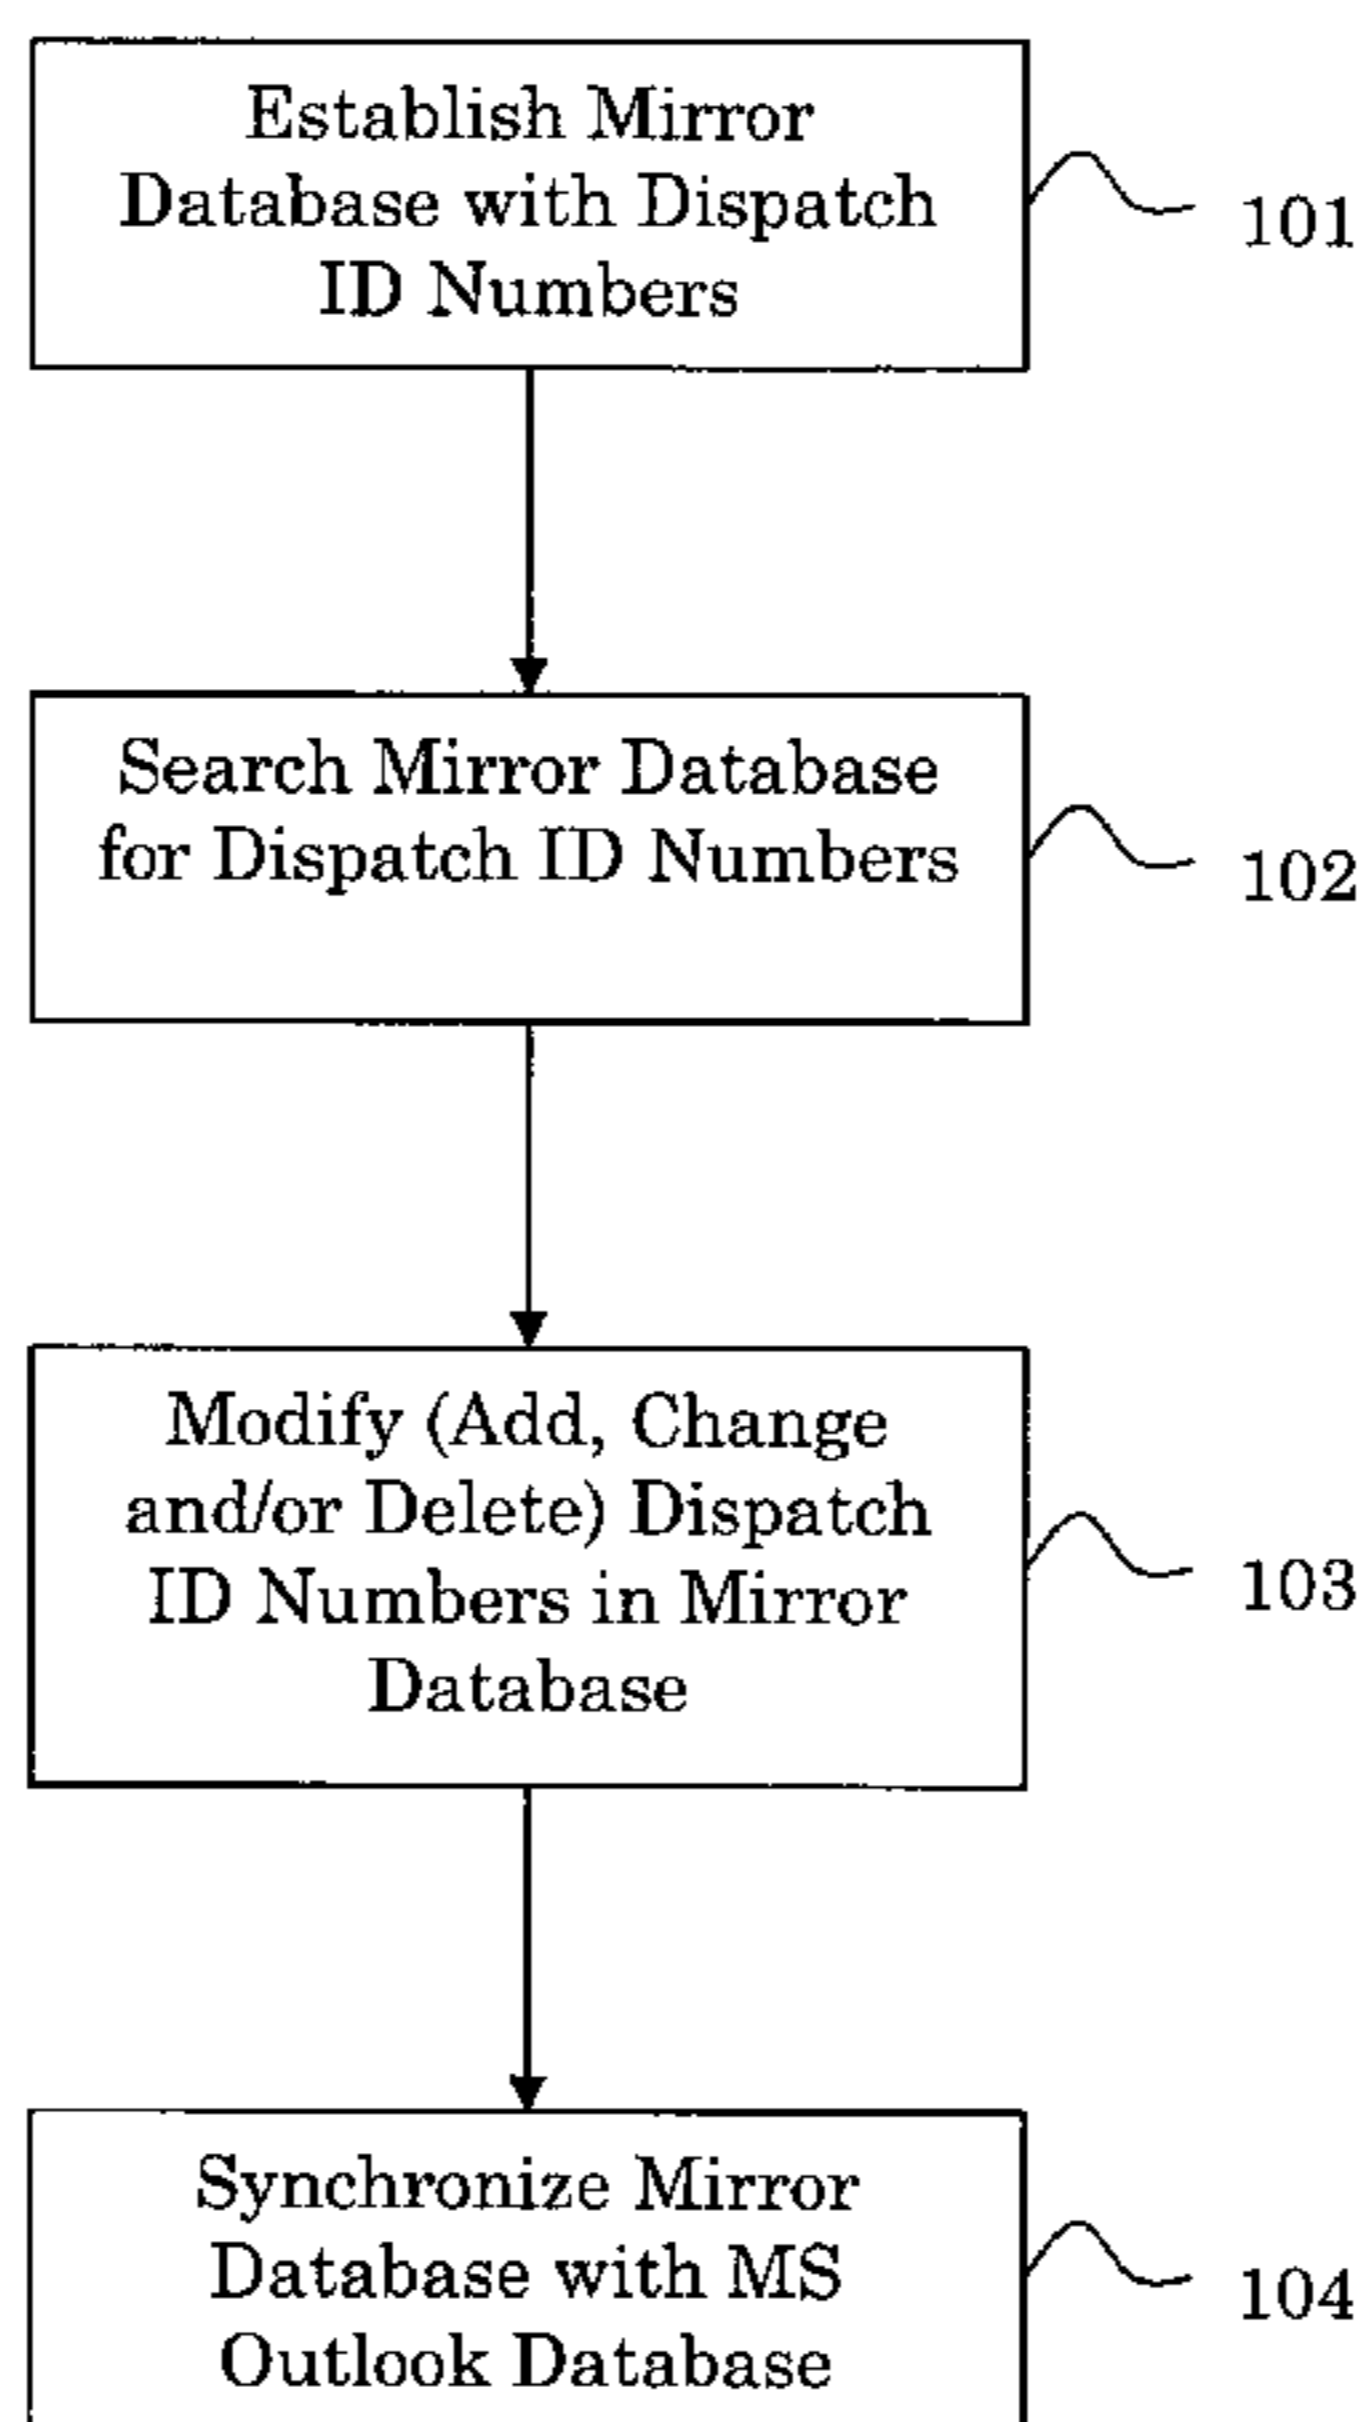 Establish Mirror
Database with Dispatch
ID Numbers
101
Search Mirror Database
for Dispatch ID Numbers
102
Modify (Add, Change
and/or Delete) Dispatch
ID Numbers in Mirror
Database
103
Synchronize Mirror
Database with MS
Outlook Database
104